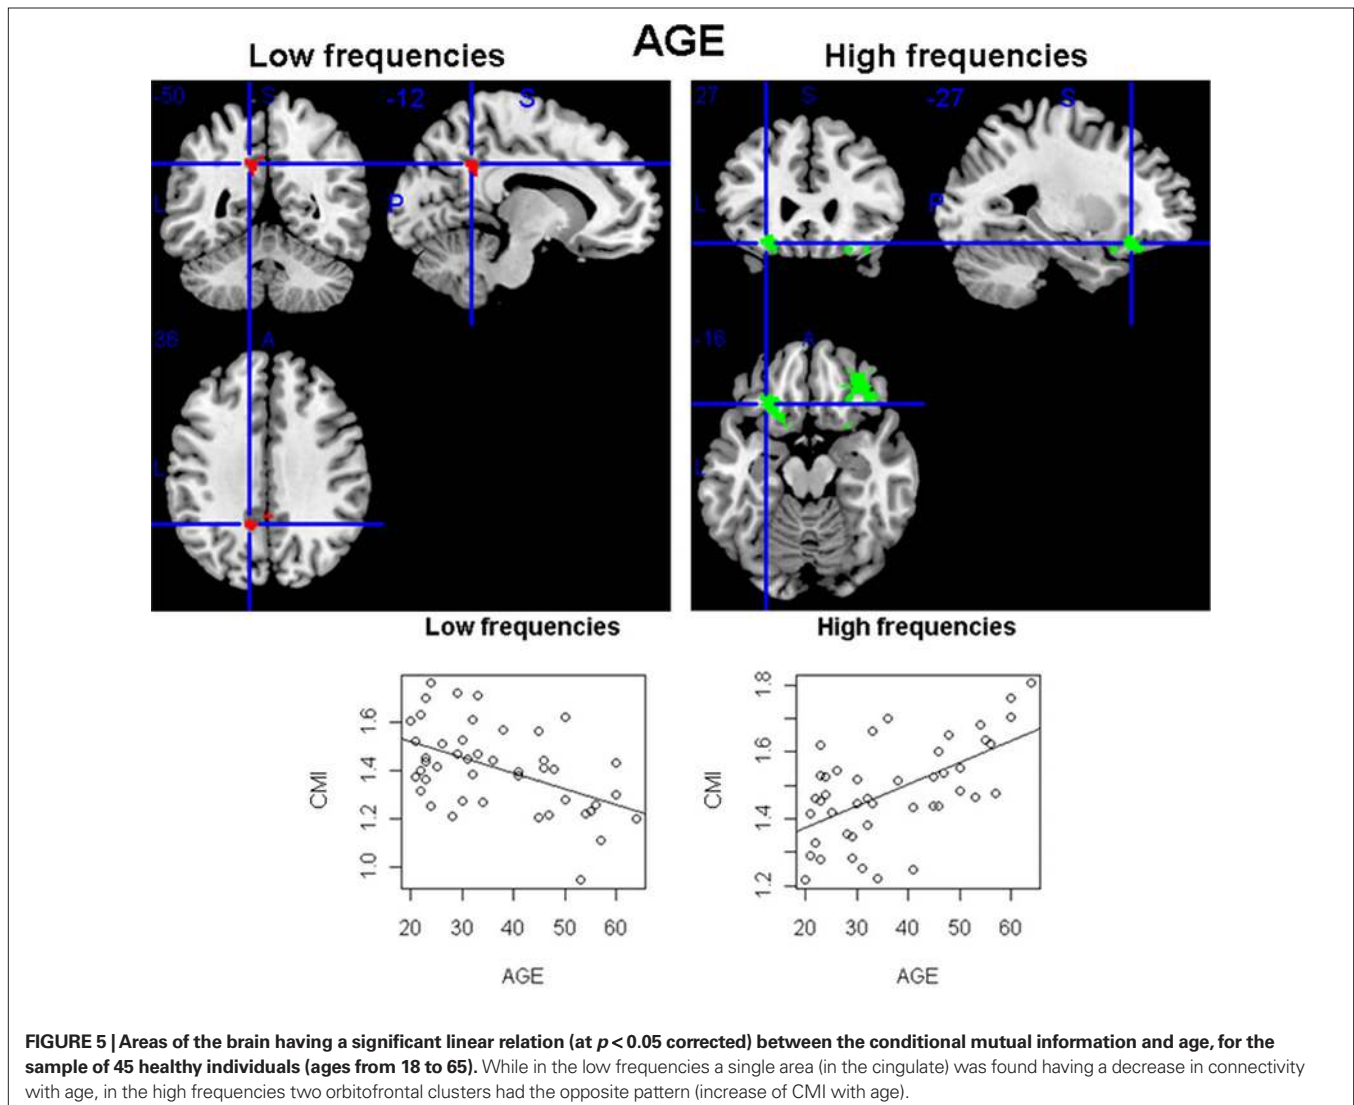 AGE
Low frequencies
High frequencies
-50 S -12 S
27 S -27 S
L P
L P
36 A
-16 A
L
L
Low frequencies
High frequencies
CMI
1.6
1.4
1.2
1.0
20 30 40 50 60
AGE
CMI
1.8
1.6
1.4
1.2
20 30 40 50 60
AGE
FIGURE 5 | Areas of the brain having a significant linear relation (at p < 0.05 corrected) between the conditional mutual information and age, for the
sample of 45 healthy individuals (ages from 18 to 65). While in the low frequencies a single area (in the cingulate) was found having a decrease in connectivity
with age, in the high frequencies two orbitofrontal clusters had the opposite pattern (increase of CMI with age).